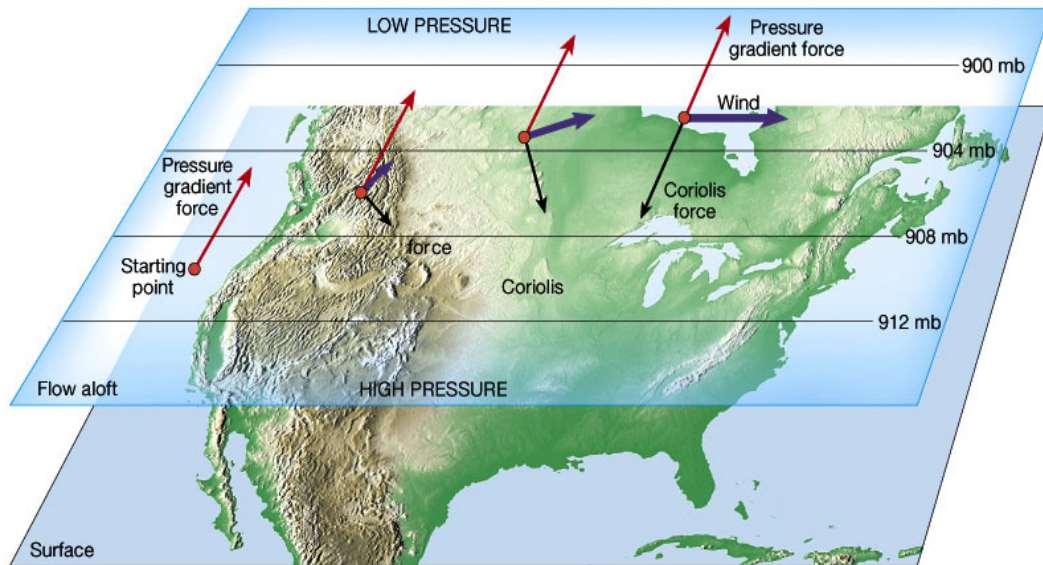 LOW PRESSURE
Pressure
gradient force
900 mb
Wind
904 mb
Pressure
gradient
force
Coriolis
force
force
908 mb
Starting
point
Coriolis
912 mb
Flow aloft
HIGH PRESSURE
Surface